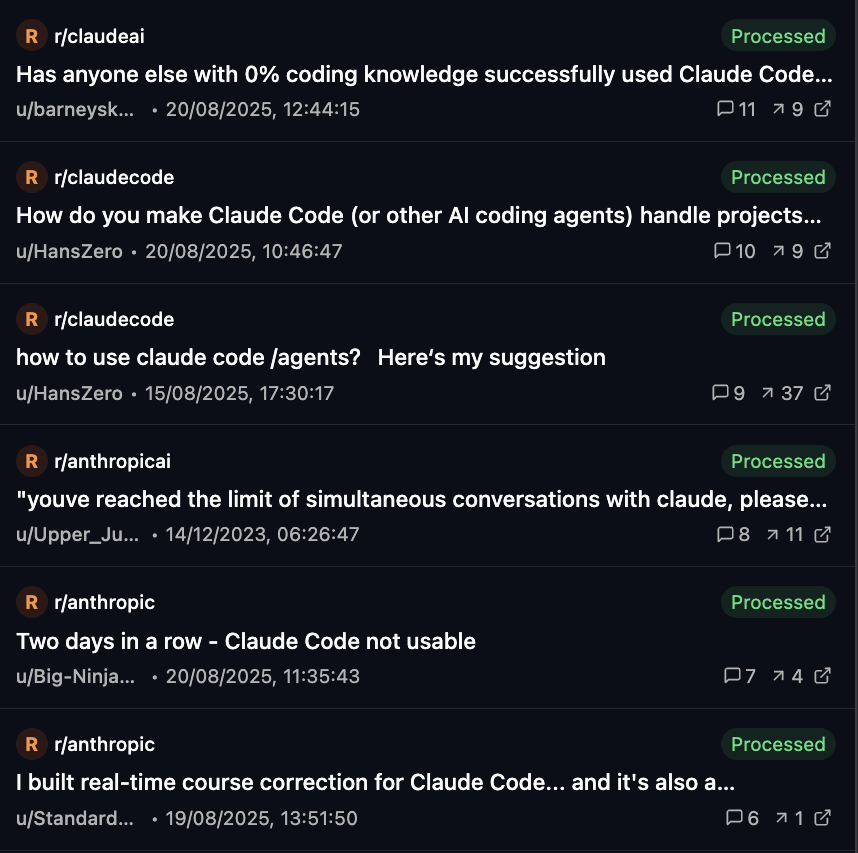 R r/claudeai Processed
Has anyone else with 0% coding knowledge successfully used Claude Code...
u/barneysk... • 20/08/2025, 12:44:15 11 9
R r/claudecode Processed
How do you make Claude Code (or other AI coding agents) handle projects...
u/HansZero • 20/08/2025, 10:46:47 10 9
R r/claudecode Processed
how to use claude code /agents? Here‘s my suggestion
u/HansZero • 15/08/2025, 17:30:17 9 37
R r/anthropicai Processed
"youve reached the limit of simultaneous conversations with claude, please...
u/Upper_Ju... • 14/12/2023, 06:26:47 8 11
R r/anthropic Processed
Two days in a row - Claude Code not usable
u/Big-Ninja... • 20/08/2025, 11:35:43 7 4
R r/anthropic Processed
I built real-time course correction for Claude Code... and it's also a...
u/Standard... • 19/08/2025, 13:51:50 6 1